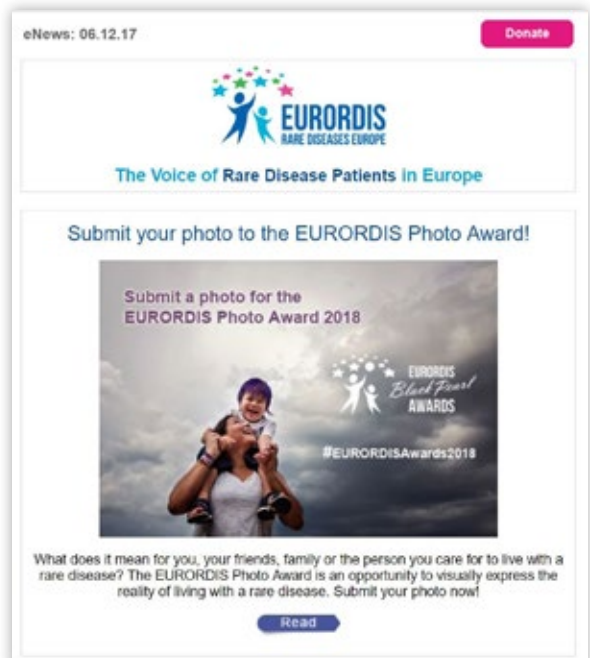 eNews: 06.12.17
Donate
EURORDIS
RARE DISEASES EUROPE
The Voice of Rare Disease Patients in Europe
Submit your photo to the EURORDIS Photo Award!
Submit a photo for the
EURORDIS Photo Award 2018
EURORDIS
Black Pearl
AWARDS
#EURORDISAwards2018
What does it mean for you, your friends, family or the person you care for to live with a
rare disease? The EURORDIS Photo Award is an opportunity to visually express the
reality of living with a rare disease. Submit your photo now!
Read